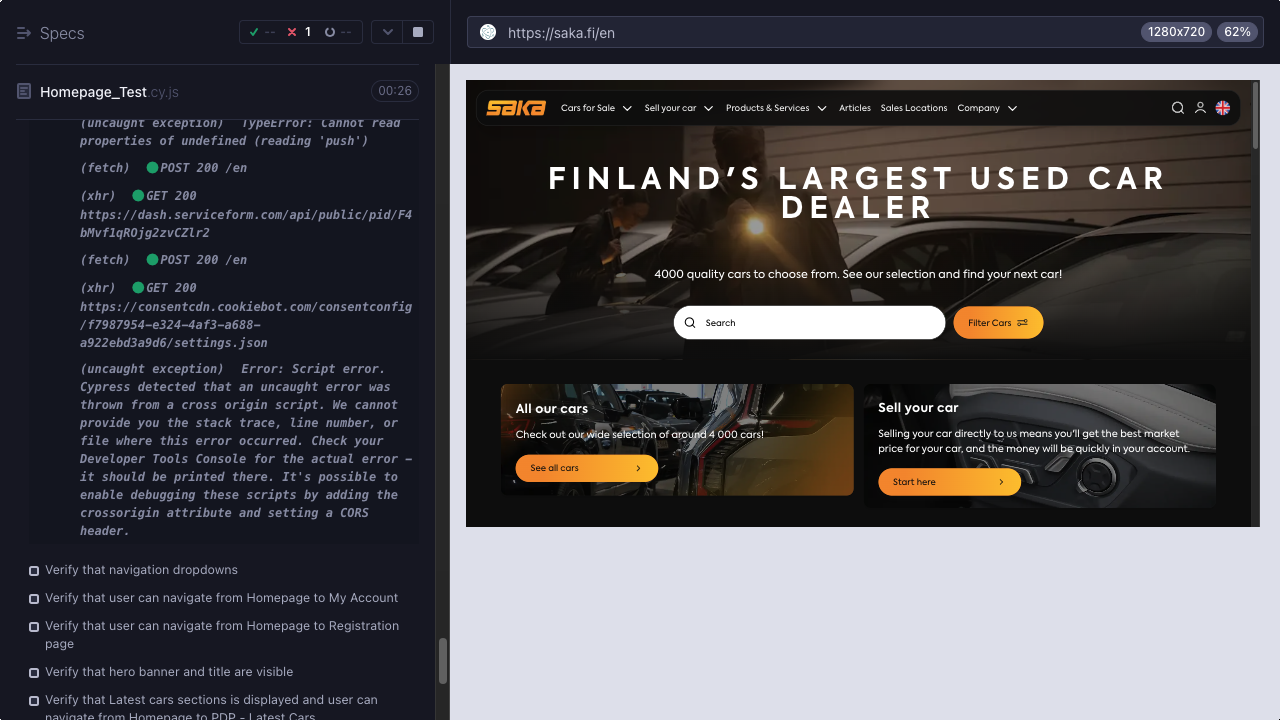 Specs
-- 1 --
Homepage_Test.cy.js 00:26
(uncaught exception) TypeError: Cannot read
properties of undefined (reading 'push')
(fetch) POST 200 /en
(xhr) GET 200
https://dash.serviceform.com/api/public/pid/F4
bMvf1qROjg2zvCZlr2
(fetch) POST 200 /en
(xhr) GET 200
https://consentcdn.cookiebot.com/consentconfig
/f7987954-e324-4af3-a688-
a922ebd3a9d6/settings.json
(uncaught exception) Error: Script error.
Cypress detected that an uncaught error was
thrown from a cross origin script. We cannot
provide you the stack trace, line number, or
file where this error occurred. Check your
Developer Tools Console for the actual error -
it should be printed there. It's possible to
enable debugging these scripts by adding the
crossorigin attribute and setting a CORS
header.
Verify that navigation dropdowns
Verify that user can navigate from Homepage to My Account
Verify that user can navigate from Homepage to Registration
page
Verify that hero banner and title are visible
Verify that Latest cars sections is displayed and user can
navigate from Homepage to PDP - Latest Cars
https://saka.fi/en 1280x720 62%
saka Cars for Sale Sell your car Products & Services Articles Sales Locations Company
FINLAND'S LARGEST USED CAR
DEALER
4000 quality cars to choose from. See our selection and find your next car!
Search Filter Cars
All our cars
Check out our wide selection of around 4 000 cars!
See all cars
Sell your car
Selling your car directly to us means you'll get the best market
price for your car, and the money will be quickly in your account.
Start here